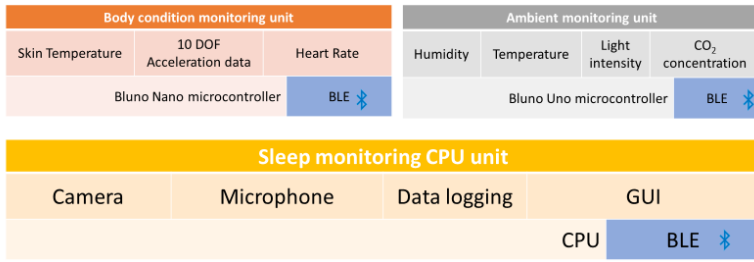 Body condition monitoring unit
Skin Temperature
10 DOF
Acceleration data
Heart Rate
Bluno Nano microcontroller
BLE
Ambient monitoring unit
Humidity
Temperature
Light
intensity
CO₂
concentration
Bluno Uno microcontroller
BLE
Sleep monitoring CPU unit
Camera
Microphone
Data logging
GUI
CPU
BLE